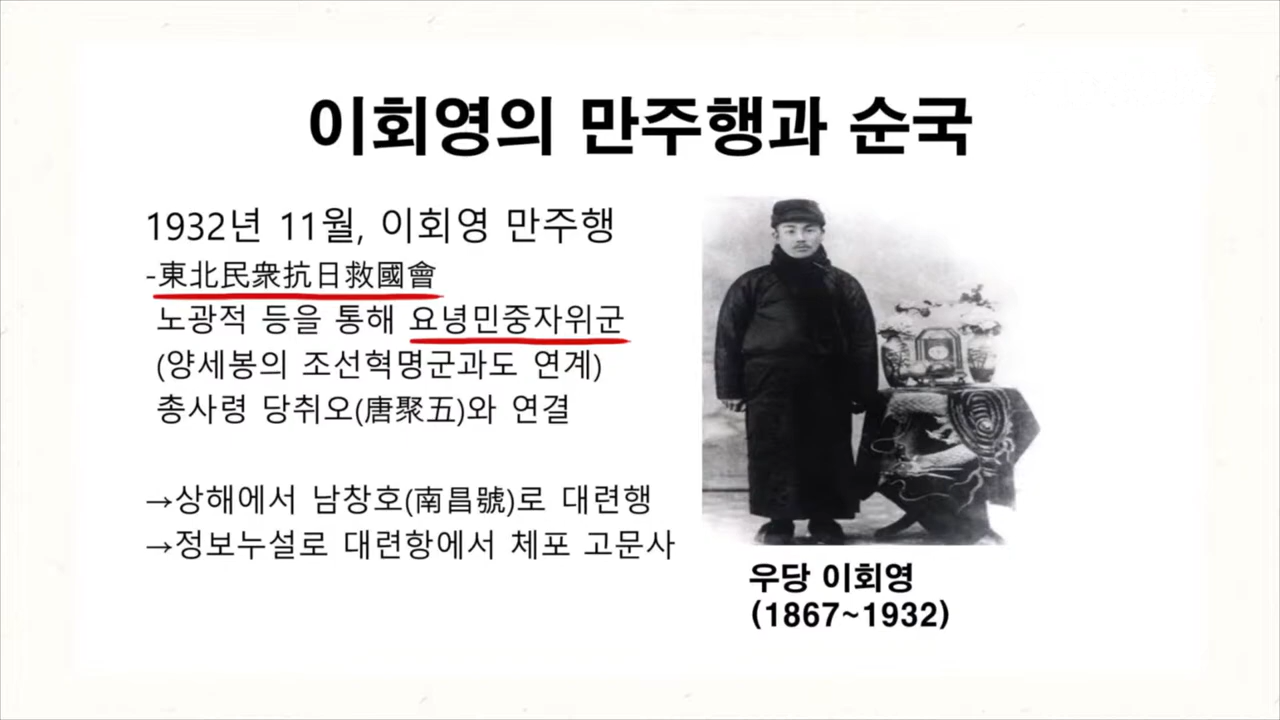 이회영의 만주행과 순국
1932년 11월, 이회영 만주행
-東北民衆抗日救國會
노광적 등을 통해 요녕민중자위군
(양세봉의 조선혁명군과도 연계)
총사령 당취오(唐聚五)와 연결
→상해에서 남창호(南昌號)로 대련행
→정보누설로 대련항에서 체포 고문사
우당 이회영
(1867~1932)